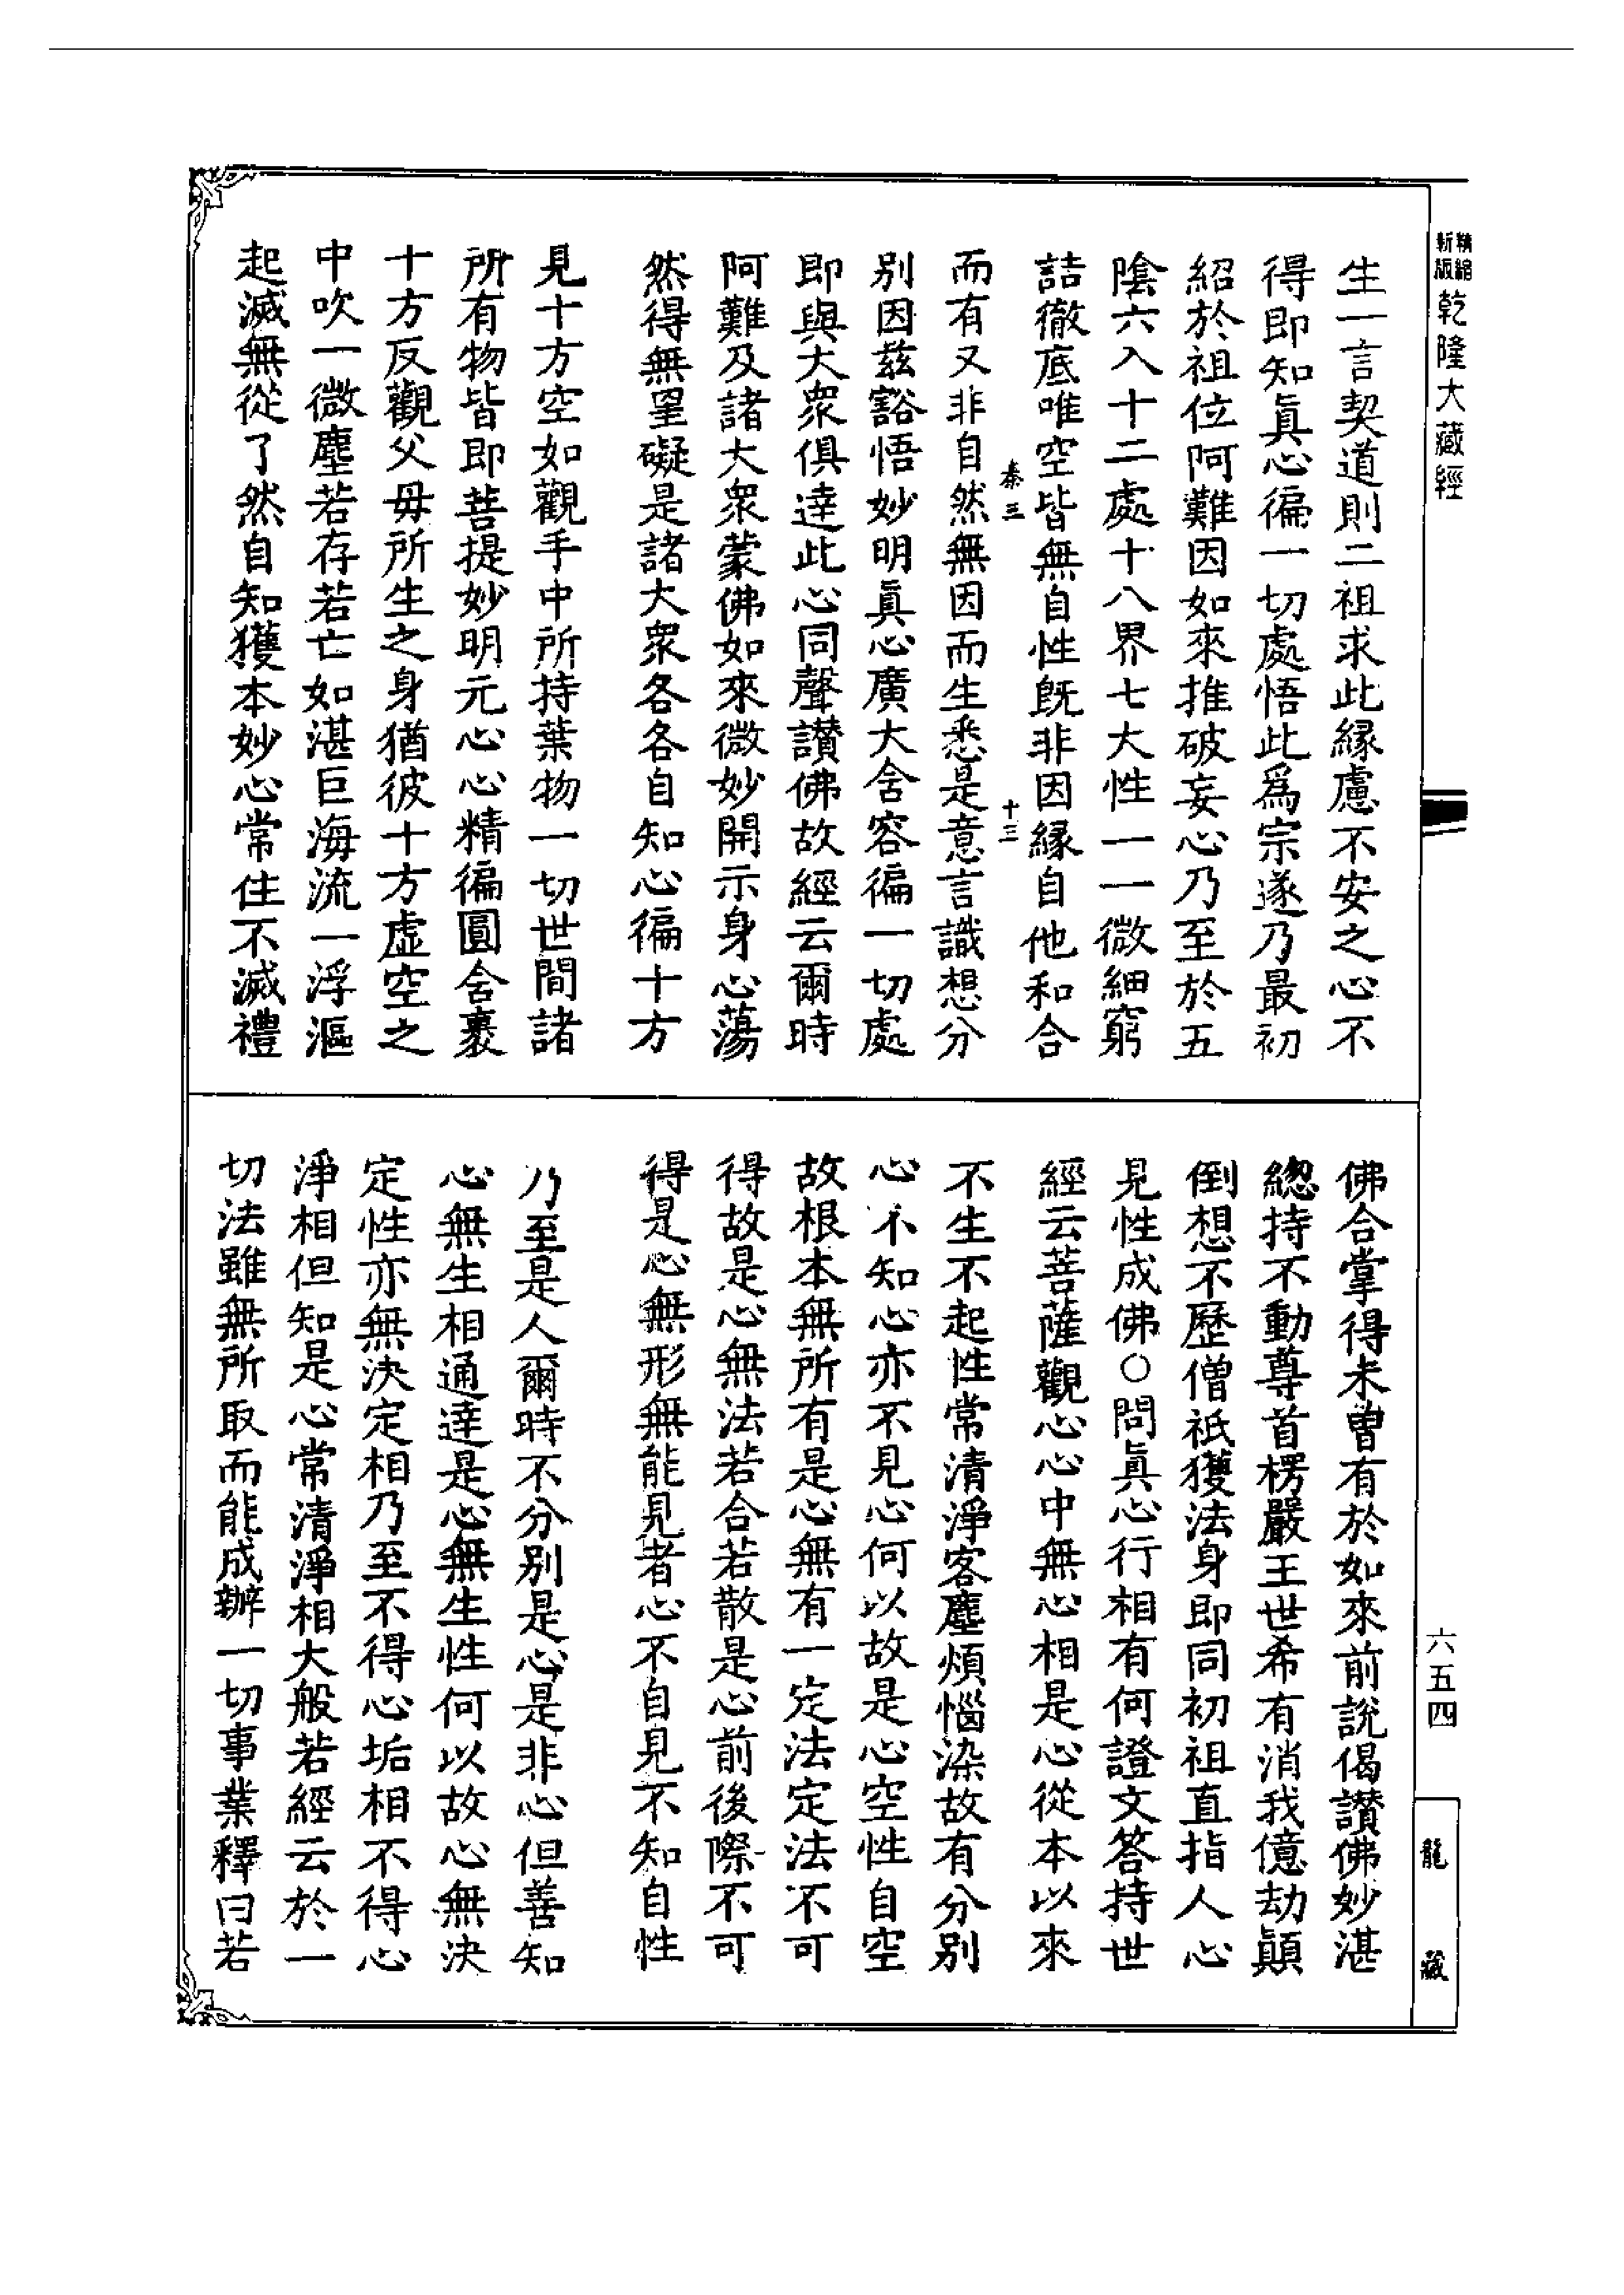 精縮新版
乾隆大藏經
生一言契道則二祖求此緣慮不安之心不
得即知眞心徧一切處悟此爲宗遂乃最初
紹於祖位阿難因如來推破妄心乃至於五
陰六入十二處十八界七大性一一微細窮
詰徹底唯空皆無自性旣非因緣自他和合
秦三 十三
而有又非自然無因而生悉是意言識想分
別因茲豁悟妙明眞心廣大含容徧一切處
即與大衆俱達此心同聲讃佛故經云爾時
阿難及諸大衆蒙佛如來微妙開示身心蕩
然得無罣礙是諸大衆各各自知心徧十方
見十方空如觀手中所持葉物一切世間諸
所有物皆即菩提妙明元心心精徧圓含裹
十方反觀父母所生之身猶彼十方虛空之
中吹一微塵若存若亡如湛巨海流一浮漚
起滅無從了然自知獲本妙心常住不滅禮
佛合掌得未曾有於如來前說偈讃佛妙湛
緫持不動尊首楞嚴王世希有消我億劫顚
倒想不歷僧祇獲法身即同初祖直指人心
見性成佛○問眞心行相有何證文答持世
經云菩薩觀心心中無心相是心從本以來
不生不起性常清淨客塵煩惱染故有分別
心不知心亦不見心何以故是心空性自空
故根本無所有是心無有一定法定法不可
得故是心無法若合若散是心前後際不可
得是心無形無能見者心不自見不知自性
乃至是人爾時不分別是心是非心但善知
心無生相通達是心無生性何以故心無決
定性亦無決定相乃至不得心垢相不得心
淨相但知是心常清淨相大般若經云於一
切法雖無所取而能成辦一切事業釋曰若
六五四
龍藏